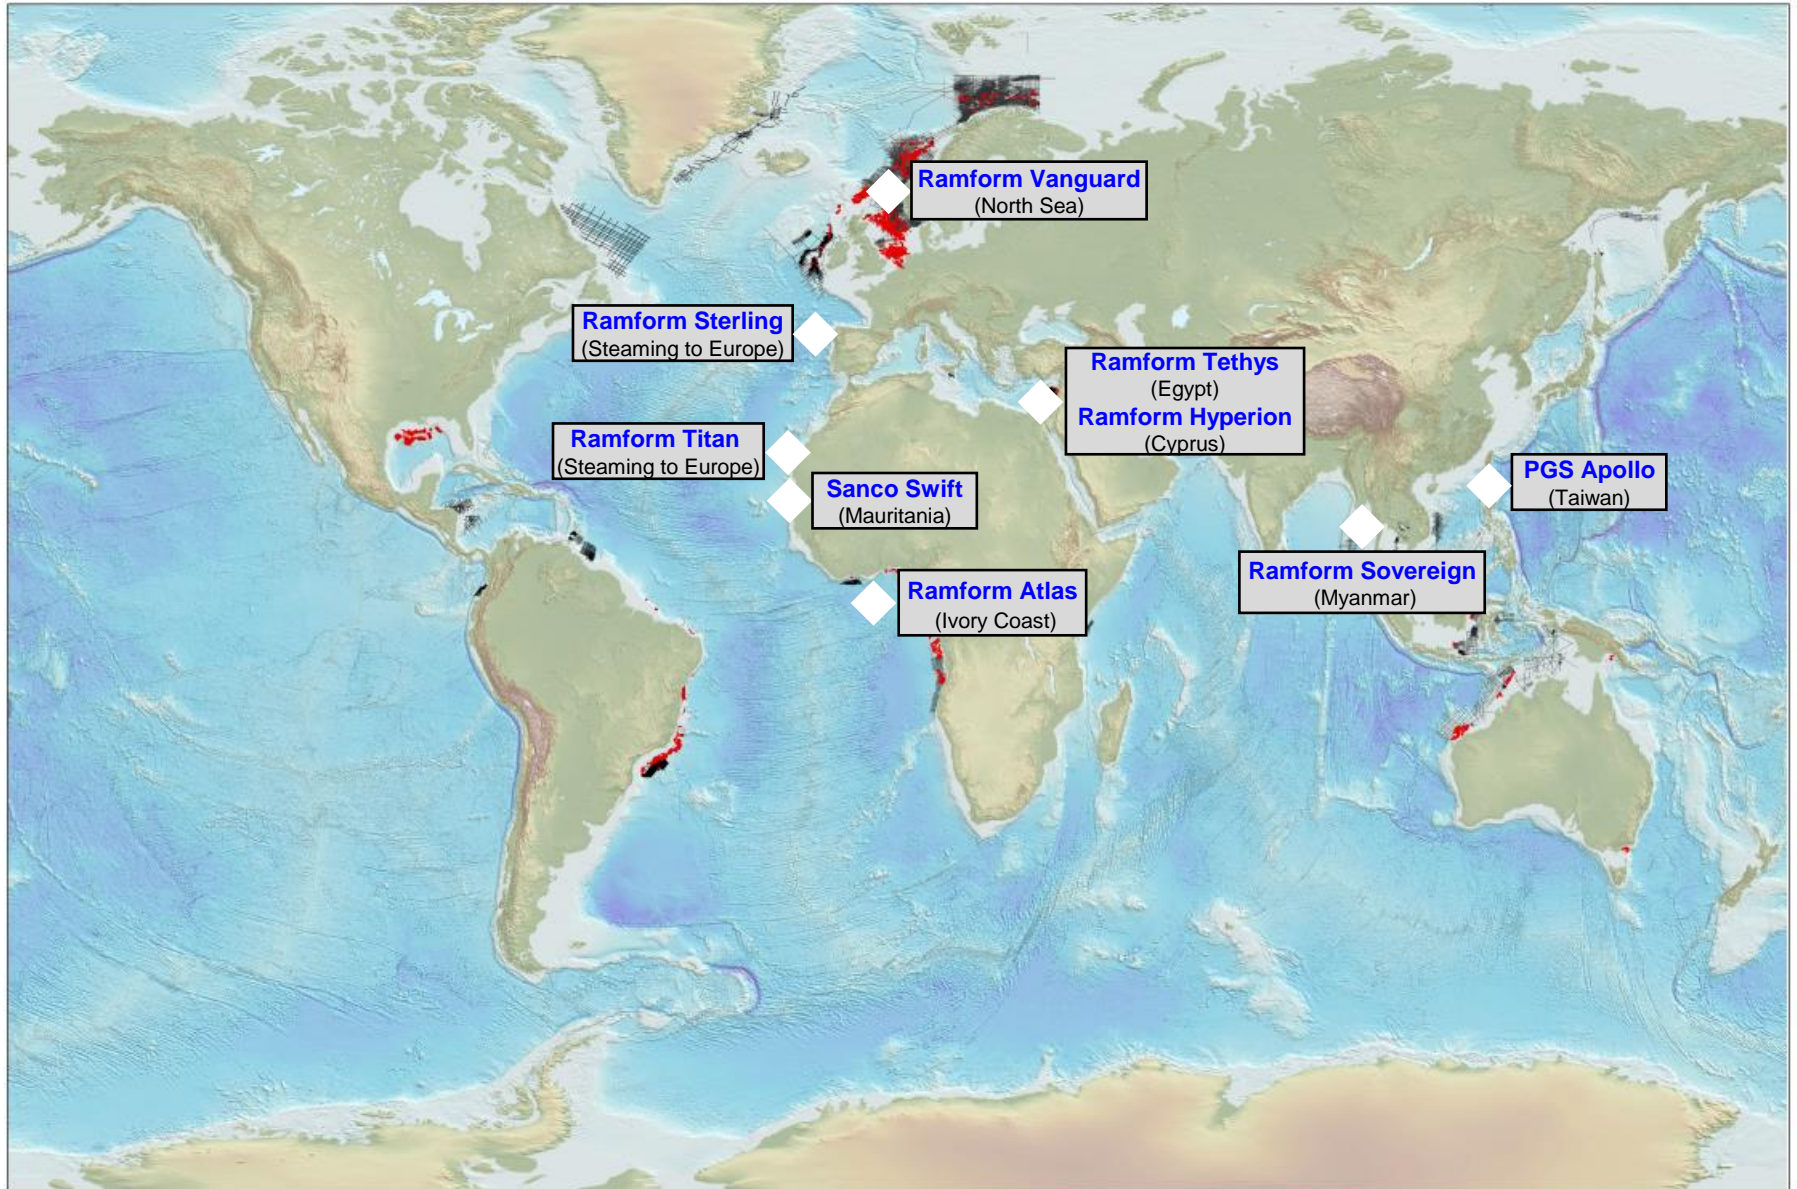 Ramform Vanguard
(North Sea)
Ramform Sterling
(Steaming to Europe)
Ramform Tethys
(Egypt)
Ramform Hyperion
(Cyprus)
Ramform Titan
(Steaming to Europe)
Sanco Swift
(Mauritania)
PGS Apollo
(Taiwan)
Ramform Sovereign
(Myanmar)
Ramform Atlas
(Ivory Coast)